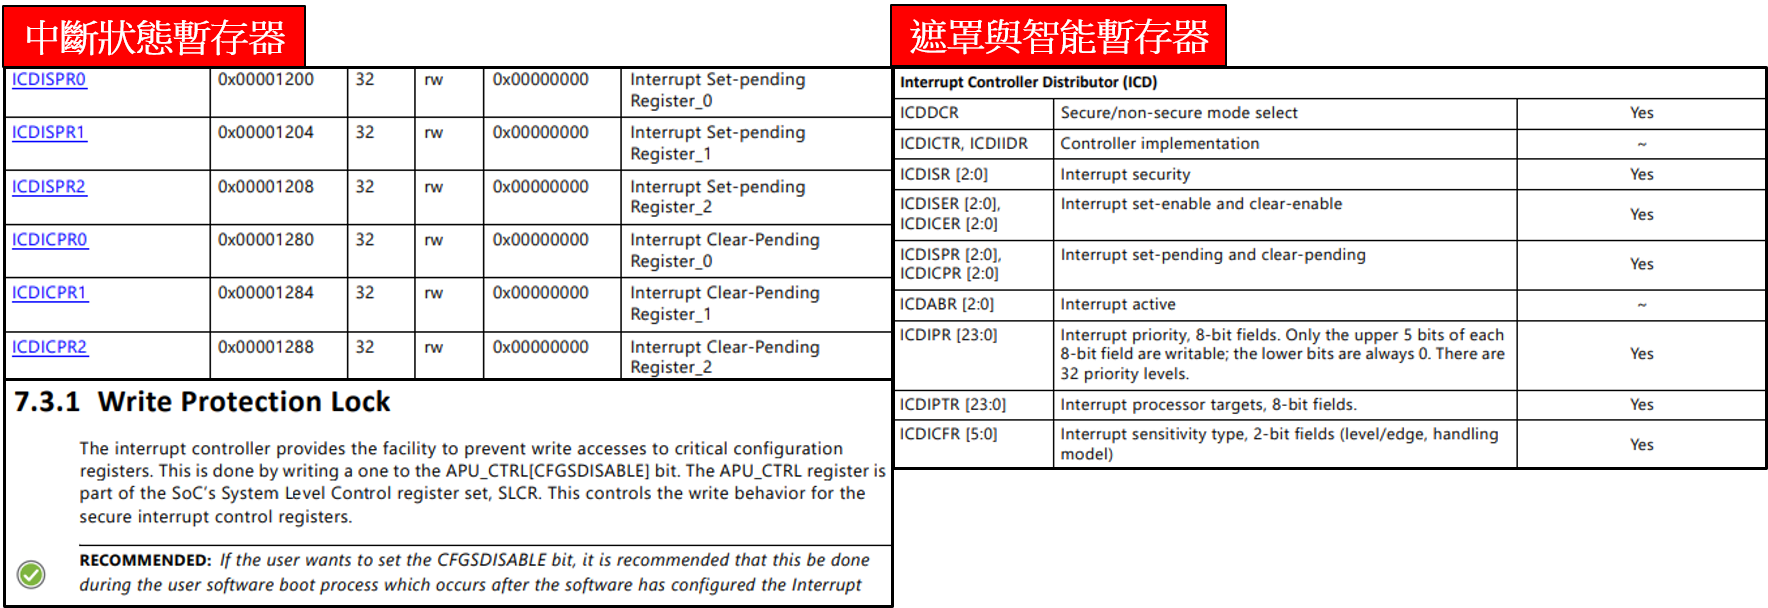 中斷狀態暫存器
ICDISPR0 0x00001200 32 rw 0x00000000 Interrupt Set-pending
Register_0
ICDISPR1 0x00001204 32 rw 0x00000000 Interrupt Set-pending
Register_1
ICDISPR2 0x00001208 32 rw 0x00000000 Interrupt Set-pending
Register_2
ICDICPR0 0x00001280 32 rw 0x00000000 Interrupt Clear-Pending
Register_0
ICDICPR1 0x00001284 32 rw 0x00000000 Interrupt Clear-Pending
Register_1
ICDICPR2 0x00001288 32 rw 0x00000000 Interrupt Clear-Pending
Register_2
7.3.1 Write Protection Lock
The interrupt controller provides the facility to prevent write accesses to critical configuration
registers. This is done by writing a one to the APU_CTRL[CFGSDISABLE] bit. The APU_CTRL register is
part of the SoC's System Level Control register set, SLCR. This controls the write behavior for the
secure interrupt control registers.
RECOMMENDED: If the user wants to set the CFGSDISABLE bit, it is recommended that this be done
during the user software boot process which occurs after the software has configured the Interrupt
遮罩與智能暫存器
Interrupt Controller Distributor (ICD)
ICDDCR Secure/non-secure mode select Yes
ICDICTR, ICDIIDR Controller implementation ~
ICDISR [2:0] Interrupt security Yes
ICDISER [2:0], Interrupt set-enable and clear-enable Yes
ICDICER [2:0]
ICDISPR [2:0], Interrupt set-pending and clear-pending Yes
ICDICPR [2:0]
ICDABR [2:0] Interrupt active ~
ICDIPR [23:0] Interrupt priority, 8-bit fields. Only the upper 5 bits of each
8-bit field are writable; the lower bits are always 0. There are Yes
32 priority levels.
ICDIPTR [23:0] Interrupt processor targets, 8-bit fields. Yes
ICDICFR [5:0] Interrupt sensitivity type, 2-bit fields (level/edge, handling Yes
model)